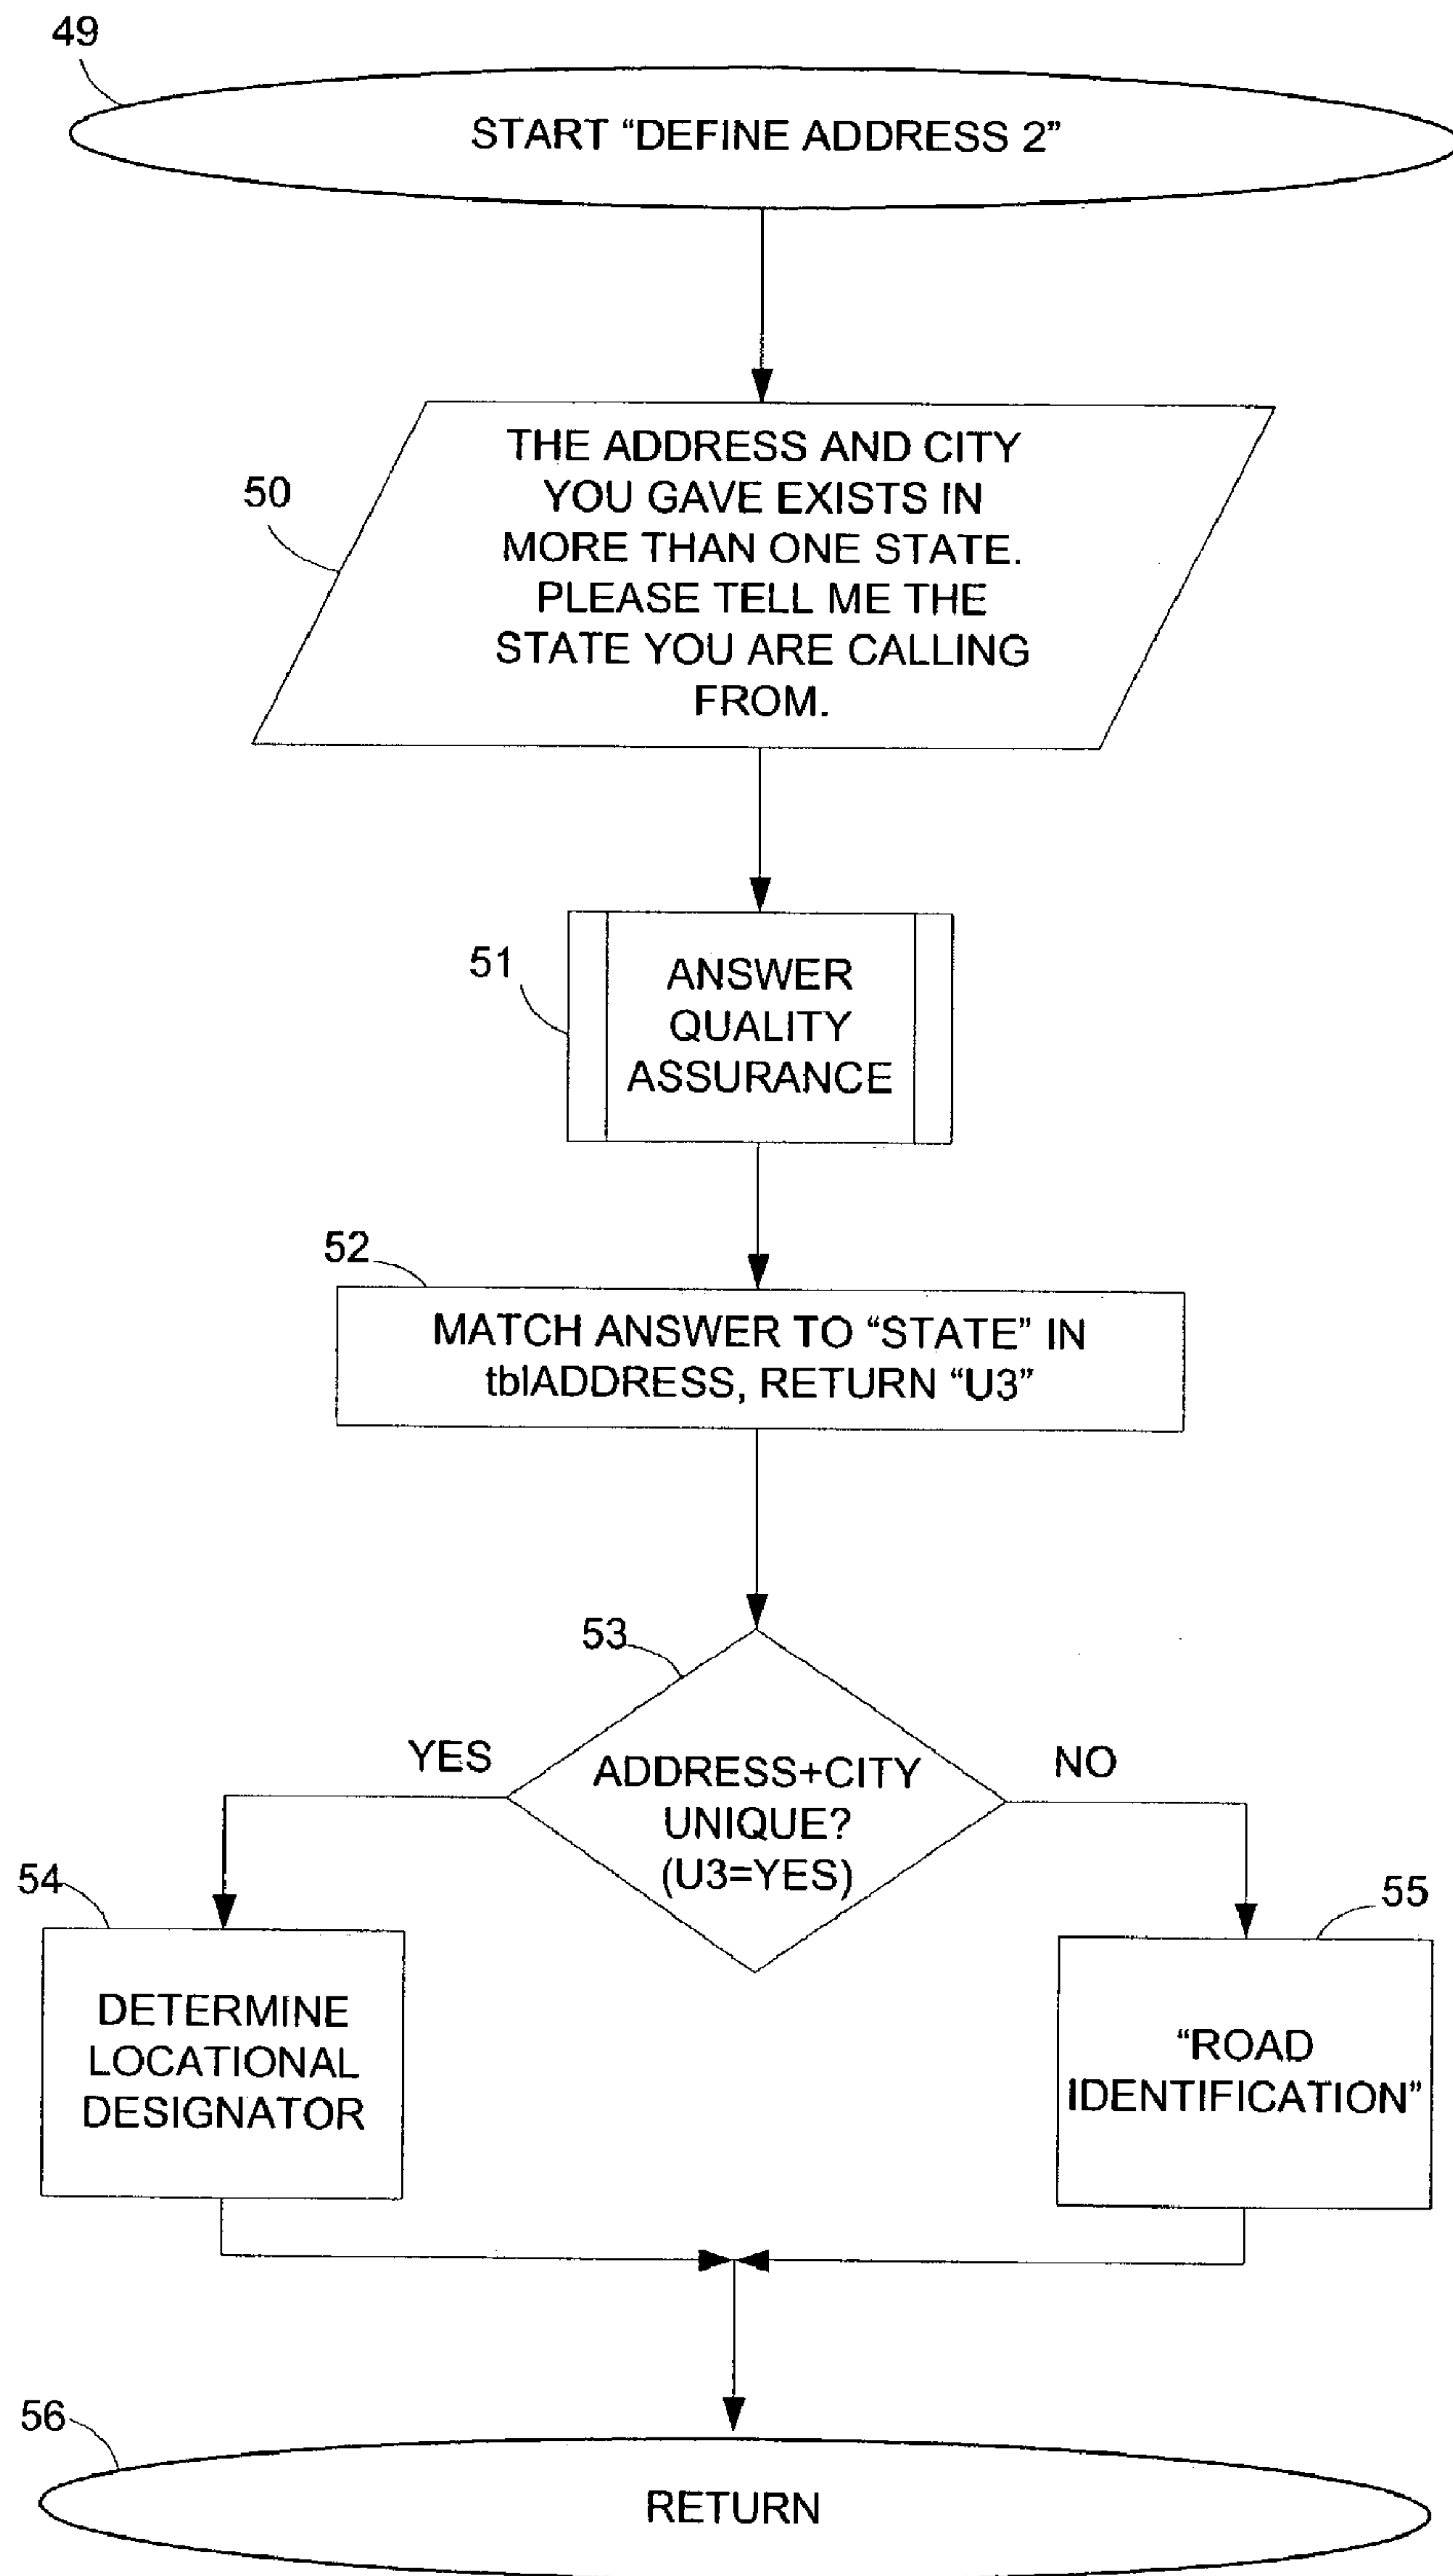 49
START “DEFINE ADDRESS 2”
50
THE ADDRESS AND CITY
YOU GAVE EXISTS IN
MORE THAN ONE STATE.
PLEASE TELL ME THE
STATE YOU ARE CALLING
FROM.
51
ANSWER
QUALITY
ASSURANCE
52
MATCH ANSWER TO “STATE” IN
tblADDRESS, RETURN “U3”
53
YES
ADDRESS+CITY
UNIQUE?
(U3=YES)
NO
54
DETERMINE
LOCATIONAL
DESIGNATOR
55
“ROAD
IDENTIFICATION”
56
RETURN